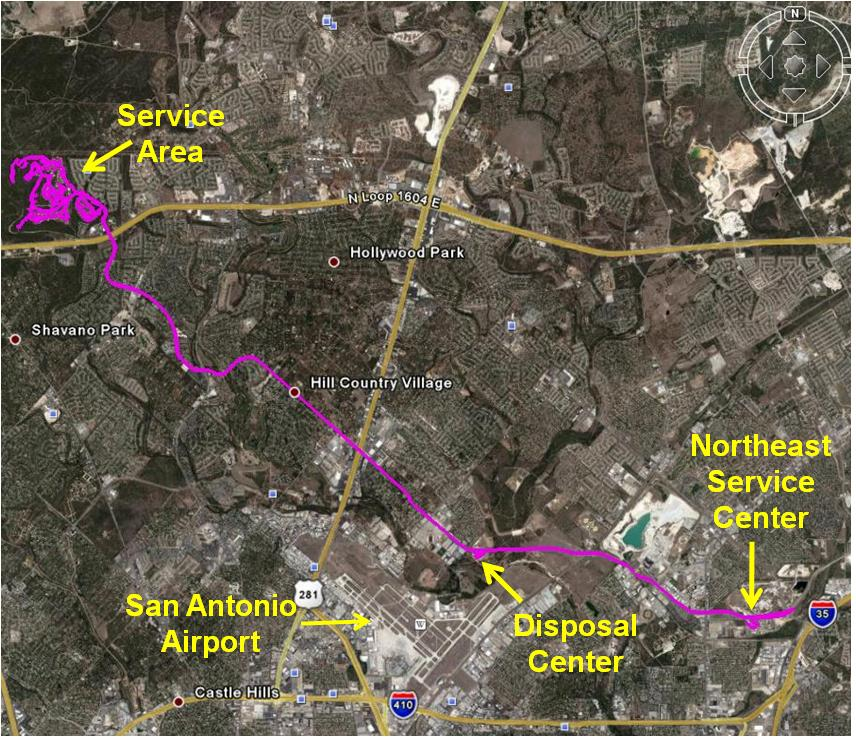 N
Service
Area
N Loop 1604 E
Hollywood Park
Shavano Park
Hill Country Village
Northeast
Service
Center
281
San Antonio
Airport
W
Disposal
Center
35
Castle Hills
410